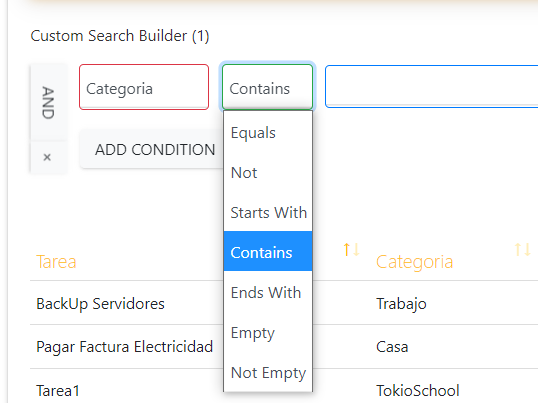 Custom Search Builder (1)
AND
Categoria
Contains
×
ADD CONDITION
Equals
Not
Starts With
Contains
Ends With
Empty
Not Empty
Tarea
Categoria
BackUp Servidores
Trabajo
Pagar Factura Electricidad
Casa
Tarea1
TokioSchool